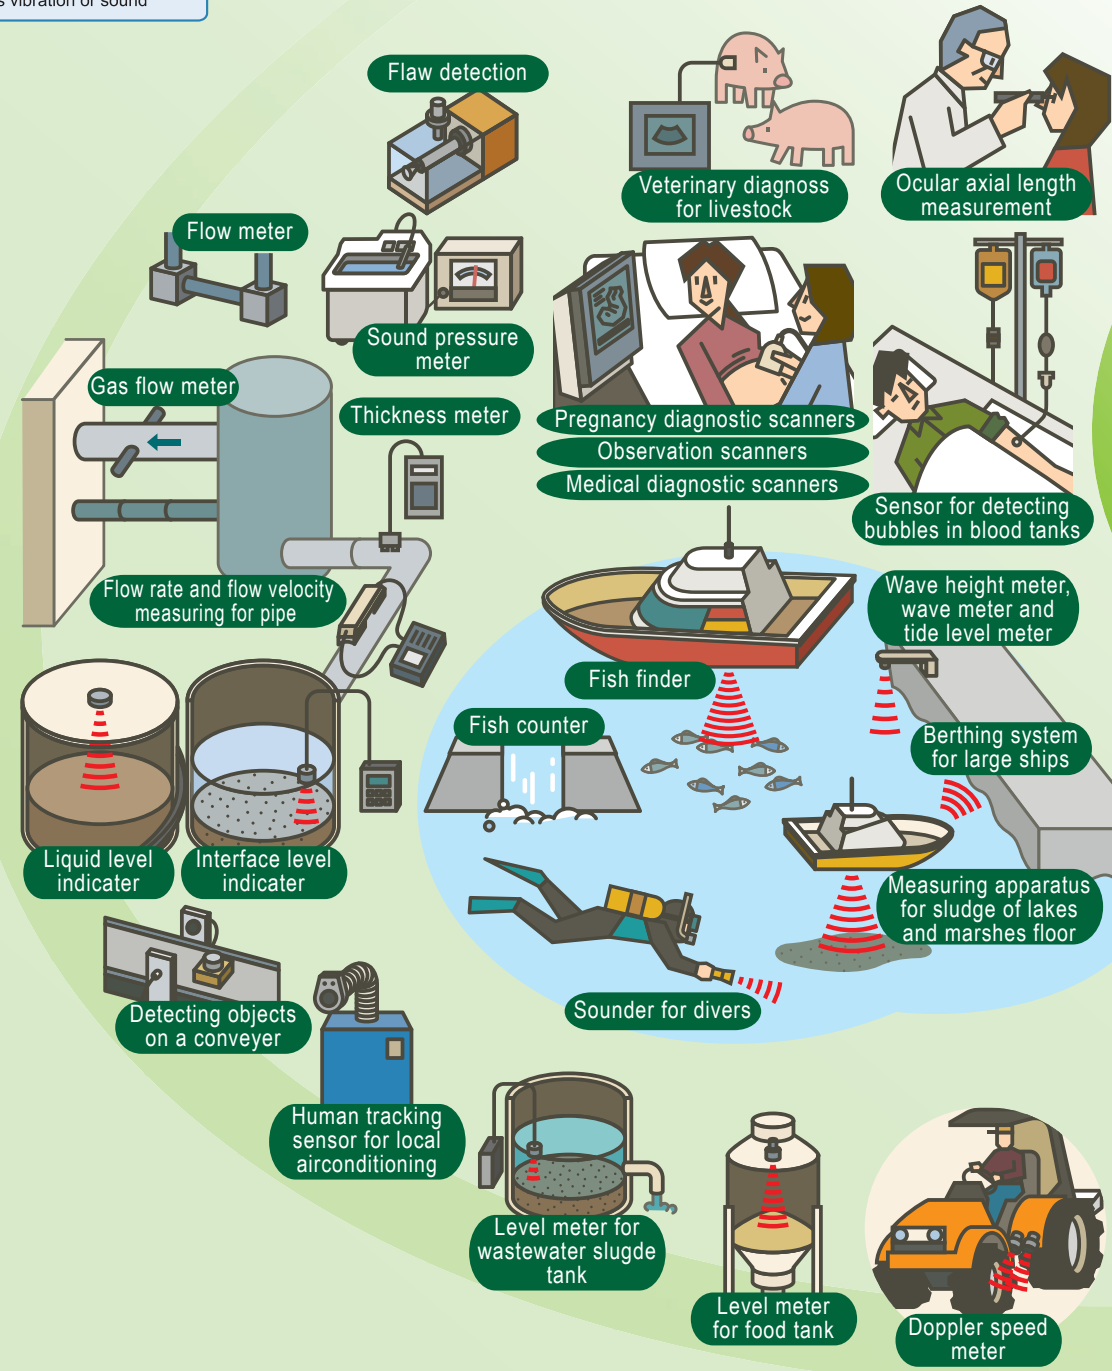 s vibration or sound
Flaw detection
Veterinary diagnoss
for livestock
Ocular axial length
measurement
Flow meter
Sound pressure
meter
Gas flow meter
Thickness meter
Pregnancy diagnostic scanners
Observation scanners
Medical diagnostic scanners
Sensor for detecting
bubbles in blood tanks
Flow rate and flow velocity
measuring for pipe
Wave height meter,
wave meter and
tide level meter
Fish finder
Fish counter
Berthing system
for large ships
Liquid level
indicater
Interface level
indicater
Measuring apparatus
for sludge of lakes
and marshes floor
Detecting objects
on a conveyer
Sounder for divers
Human tracking
sensor for local
airconditioning
Level meter for
wastewater slugde
tank
Level meter
for food tank
Doppler speed
meter